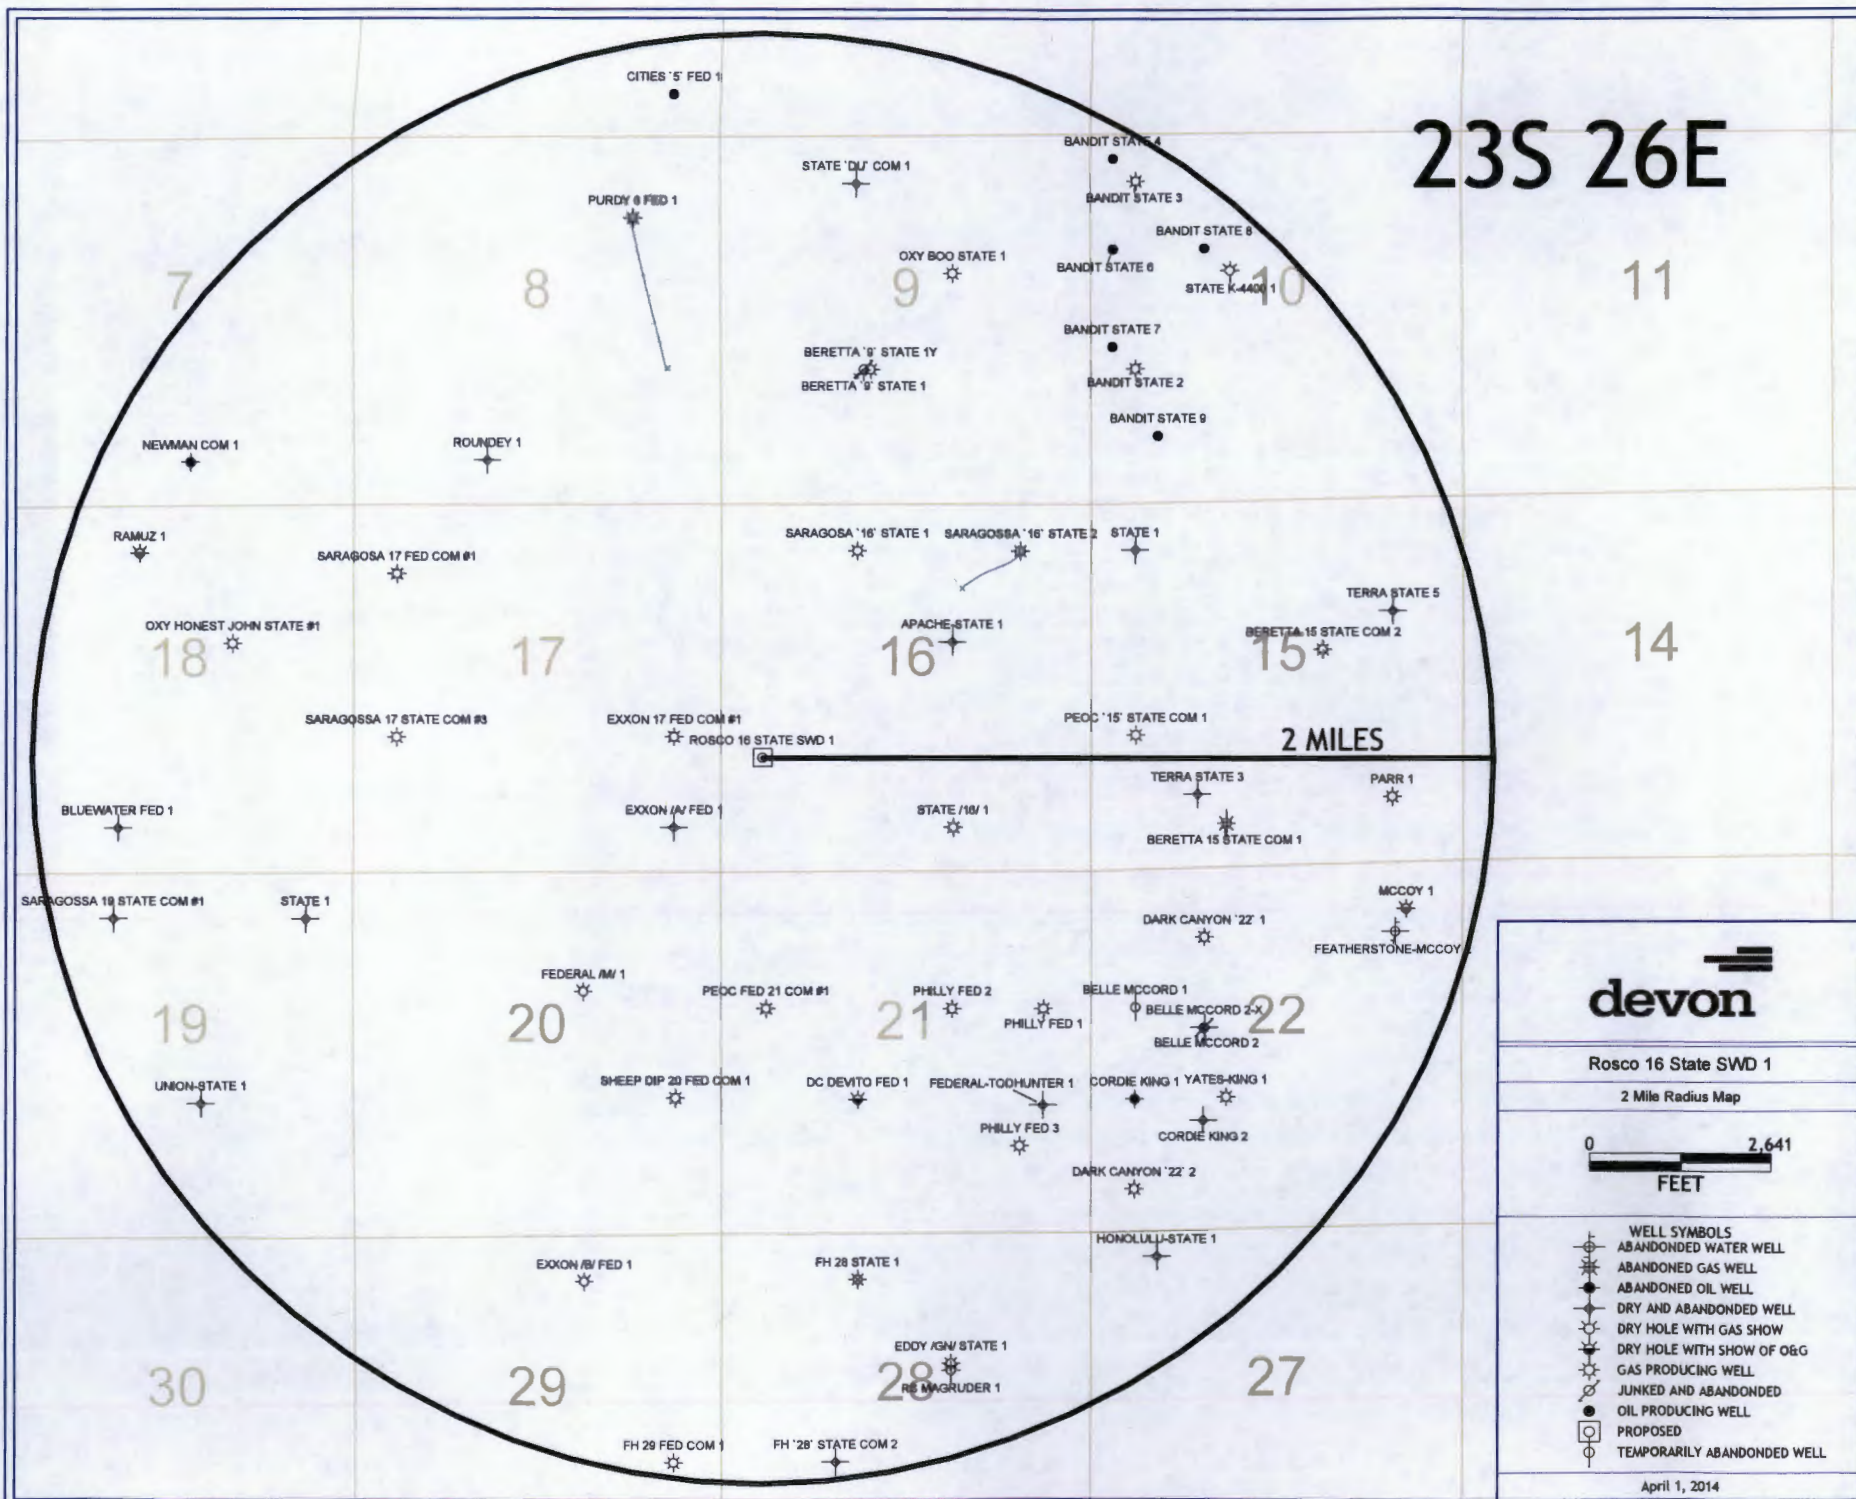 23S 26E
CITIES '5' FED 1
BANDIT STATE 4
STATE 'DU' COM 1
PURDY 8 FED 1
BANDIT STATE 3
BANDIT STATE 8
OXY BOO STATE 1
BANDIT STATE 6
STATE K-4400 1
7
8
9
10
11
BANDIT STATE 7
BERETTA '9' STATE 1Y
BERETTA '9' STATE 1
BANDIT STATE 2
BANDIT STATE 9
NEWMAN COM 1
ROUNDEY 1
RAMUZ 1
SARAGOSA '16' STATE 1
SARAGOSSA '16' STATE 2
STATE 1
SARAGOSA 17 FED COM #1
TERRA STATE 5
OXY HONEST JOHN STATE #1
APACHE-STATE 1
BERETTA 15 STATE COM 2
18
17
16
15
14
SARAGOSSA 17 STATE COM #3
EXXON 17 FED COM #1
PEOC '15' STATE COM 1
ROSCO 16 STATE SWD 1
2 MILES
TERRA STATE 3
PARR 1
BLUEWATER FED 1
EXXON /A/ FED 1
STATE /16/ 1
BERETTA 15 STATE COM 1
SARAGOSSA 19 STATE COM #1
STATE 1
MCCOY 1
DARK CANYON '22' 1
FEATHERSTONE-MCCOY
FEDERAL /M/ 1
PEOC FED 21 COM #1
PHILLY FED 2
BELLE MCCORD 1
PHILLY FED 1
BELLE MCCORD 2-X
BELLE MCCORD 2
19
20
21
22
UNION-STATE 1
SHEEP DIP 20 FED COM 1
DC DEVITO FED 1
FEDERAL-TODHUNTER 1
CORDIE KING 1
YATES-KING 1
PHILLY FED 3
CORDIE KING 2
DARK CANYON '22' 2
HONOLULU-STATE 1
EXXON /B/ FED 1
FH 28 STATE 1
EDDY /GN/ STATE 1
RS MAGRUDER 1
30
29
28
27
FH 29 FED COM 1
FH '28' STATE COM 2
devon
Rosco 16 State SWD 1
2 Mile Radius Map
0 2,641
FEET
WELL SYMBOLS
ABANDONDED WATER WELL
ABANDONED GAS WELL
ABANDONED OIL WELL
DRY AND ABANDONDED WELL
DRY HOLE WITH GAS SHOW
DRY HOLE WITH SHOW OF O&G
GAS PRODUCING WELL
JUNKED AND ABANDONDED
OIL PRODUCING WELL
PROPOSED
TEMPORARILY ABANDONDED WELL
April 1, 2014